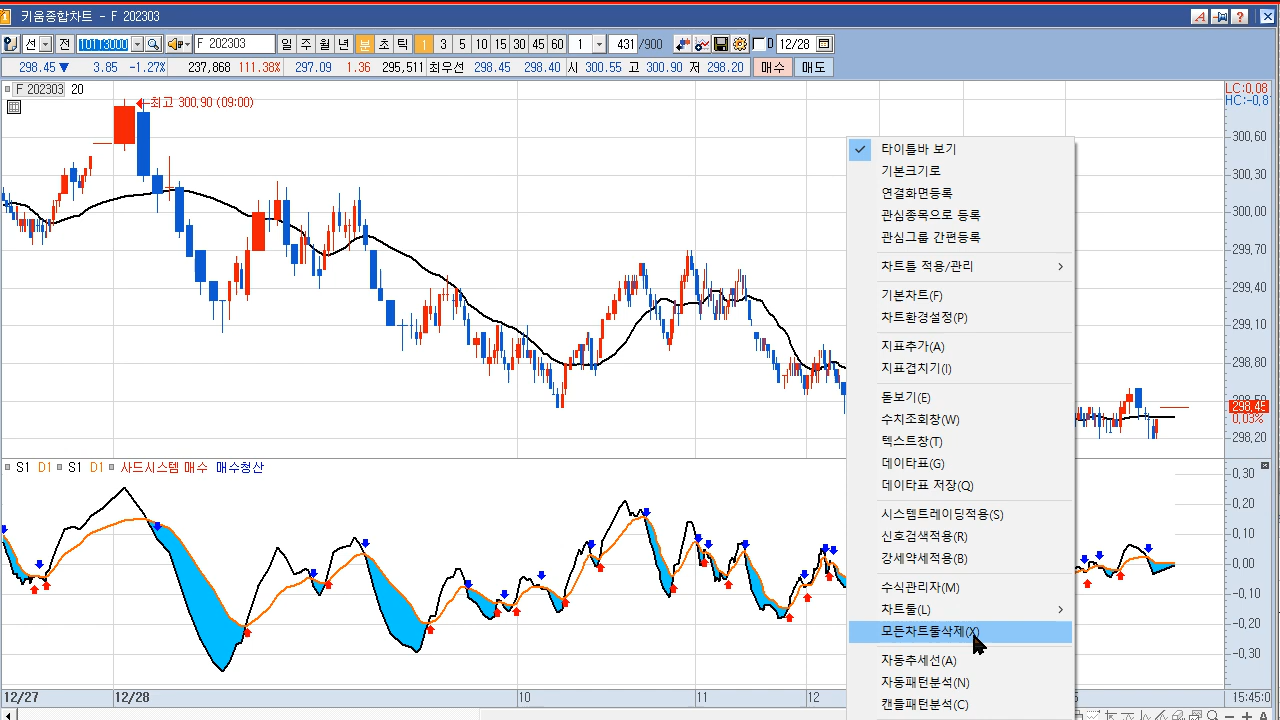 키움종합차트 - F 202303
선 전 101T3000 F 202303 일 주 월 년 분 초 틱 1 3 5 10 15 30 45 60 1 431 /900 D 12/28
298.45 ▼ 3.85 -1.27% 237,868 111.38% 297.09 1.36 295,511 최우선 298.45 298.40 시 300.55 고 300.90 저 298.20 매수 매도
F 202303 20
LC:0,08
HC:-0,8
최고 300,90 (09:00)
300,60
300,30
300,00
299,70
299,40
299,10
298,80
298,50
298,45
0,03%
298,20
타이틀바 보기
기본크기로
연결화면등록
관심종목으로 등록
관심그룹 간편등록
차트틀 적용/관리
기본차트(F)
차트환경설정(P)
지표추가(A)
지표겹치기(I)
돋보기(E)
수치조회창(W)
텍스트창(T)
데이타표(G)
데이타표 저장(Q)
시스템트레이딩적용(S)
신호검색적용(R)
강세약세적용(B)
수식관리자(M)
차트툴(L)
모든차트툴삭제(X)
자동추세선(A)
자동패턴분석(N)
캔들패턴분석(C)
S1 D1 S1 D1 사드시스템 매수 매수청산
0,30
0,20
0,10
0,00
-0,10
-0,20
-0,30
12/27 12/28 10 11 12 15:45:0